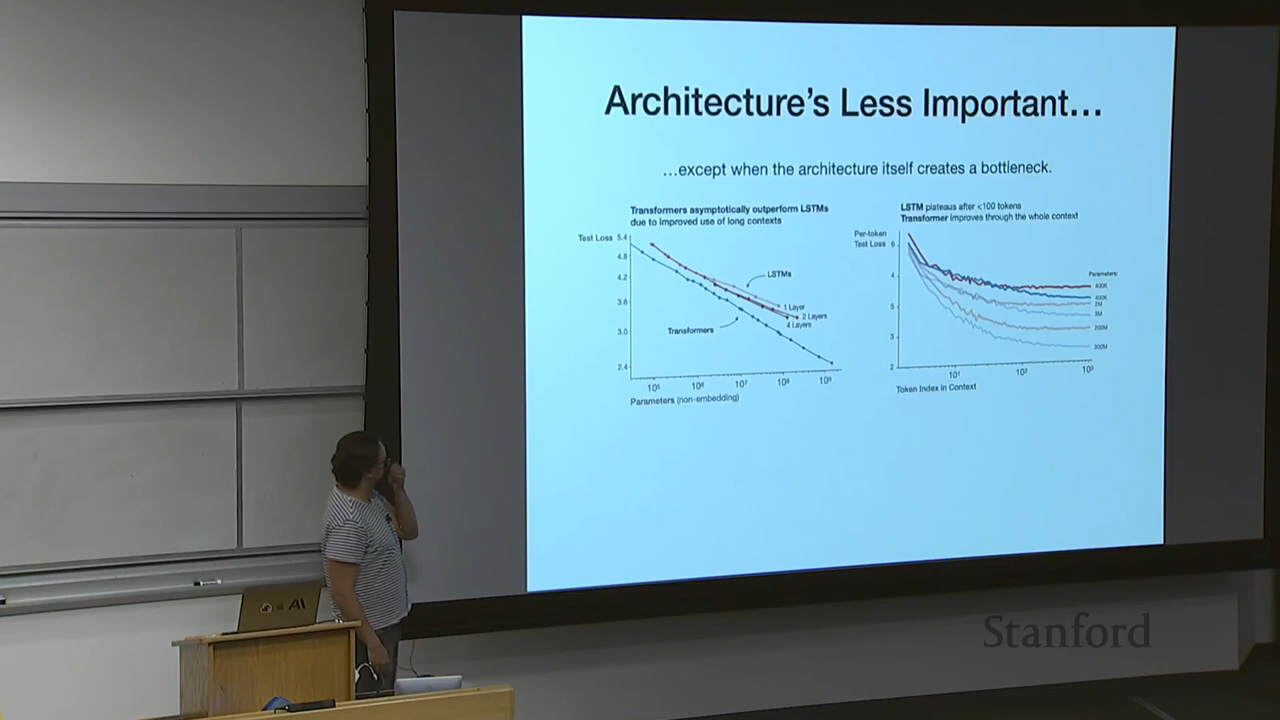 Architecture's Less Important...
...except when the architecture itself creates a bottleneck.
Transformers asymptotically outperform LSTMs
due to improved use of long contexts
Test Loss 5.4
4.8
4.2
3.6
3.0
2.4
LSTMs
1 Layer
2 Layers
4 Layers
Transformers
10⁵ 10⁶ 10⁷ 10⁸ 10⁹
Parameters (non-embedding)
LSTM plateaus after <100 tokens
Transformer improves through the whole context
Per-token
Test Loss 6
4
5
3
2
Parameters:
400K
400K
2M
3M
200M
300M
10¹ 10² 10³
Token Index in Context
AI
Stanford